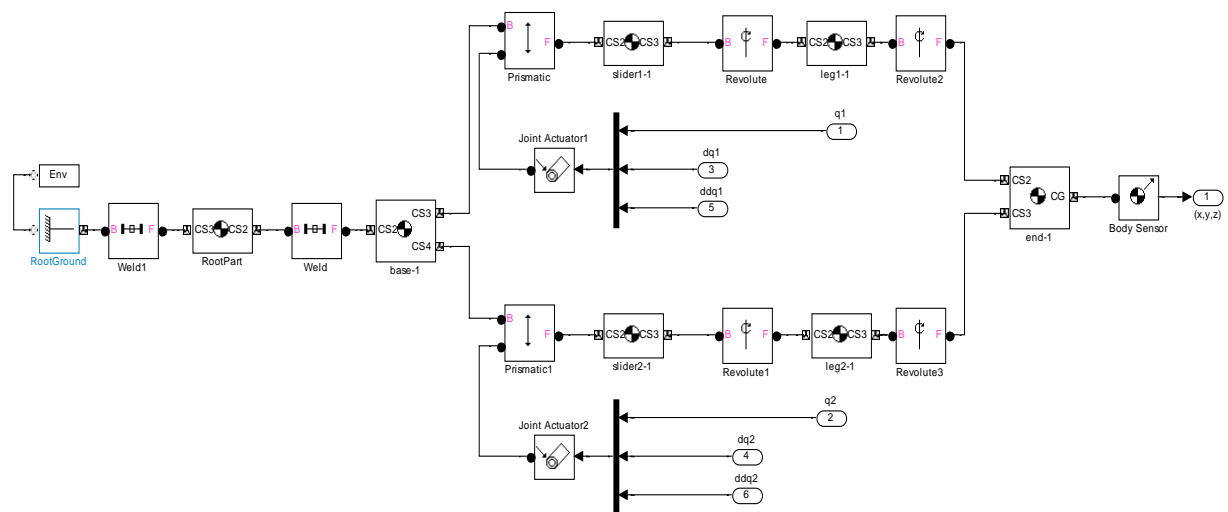 B
F
Prismatic
CS2 CS3
slider1-1
B
F
Revolute
CS2 CS3
leg1-1
B
F
Revolute2
q1
1
Joint Actuator1
dq1
3
ddq1
5
Env
RootGround
B
F
Weld1
CS3 CS2
RootPart
B
F
Weld
CS2
CS3
CS4
base-1
CS2
CS3
CG
end-1
Body Sensor
1
(x,y,z)
B
F
Prismatic1
CS2 CS3
slider2-1
B
F
Revolute1
CS2 CS3
leg2-1
B
F
Revolute3
q2
2
Joint Actuator2
dq2
4
ddq2
6